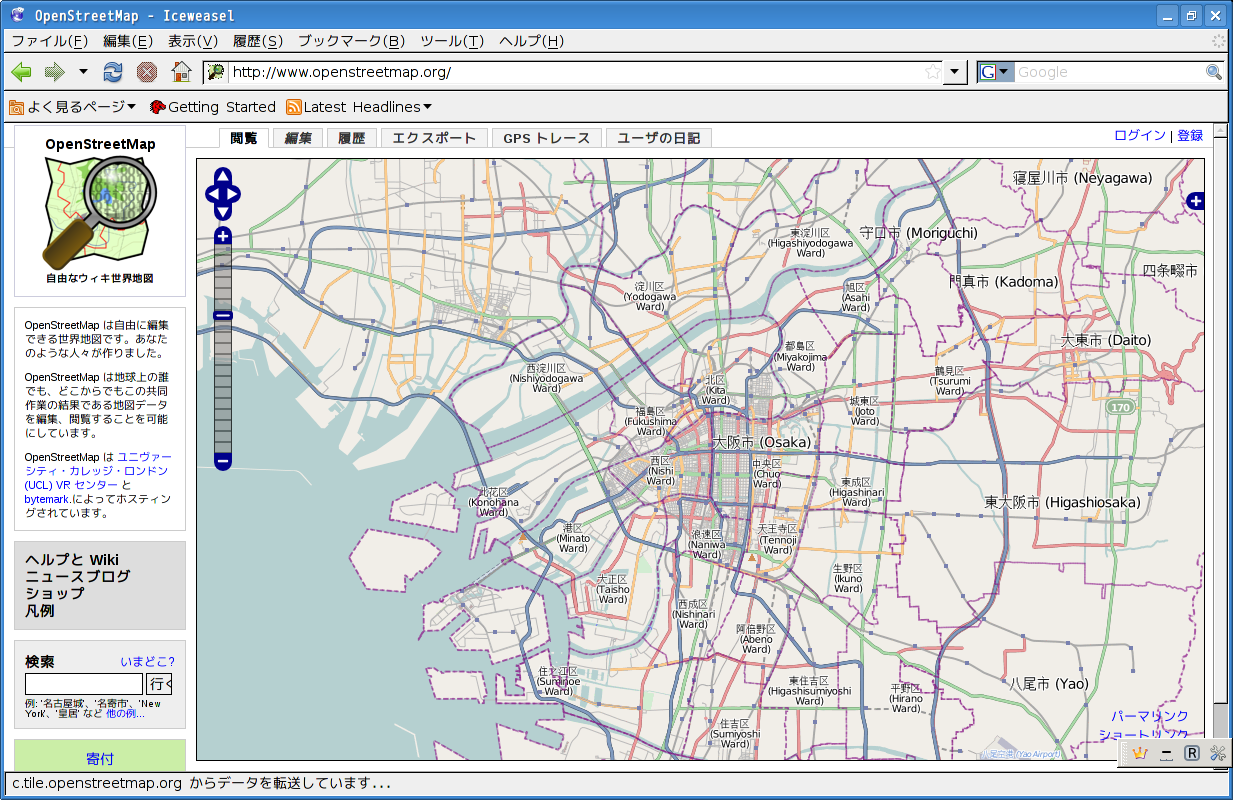 OpenStreetMap - Iceweasel
ファイル(F) 編集(E) 表示(V) 履歴(S) ブックマーク(B) ツール(T) ヘルプ(H)
http://www.openstreetmap.org/
G Google
よく見るページ Getting Started Latest Headlines
OpenStreetMap
自由なウィキ世界地図
閲覧 編集 履歴 エクスポート GPS トレース ユーザの日記
ログイン | 登録
OpenStreetMap は自由に編集
できる世界地図です。あなた
のような人々が作りました。
OpenStreetMap は地球上の誰
でも、どこからでもこの共同
作業の結果である地図データ
を編集、閲覧することを可能
にしています。
OpenStreetMap は ユニヴァー
シティ・カレッジ・ロンドン
(UCL) VR センター と
bytemark.によってホスティン
グされています。
ヘルプと Wiki
ニュースブログ
ショップ
凡例
検索 いまどこ?
行く
例: '名古屋城'、'名寄市'、'New
York'、'皇居' など 他の例...
寄付
寝屋川市 (Neyagawa)
東淀川区
(Higashiyodogawa
Ward)
守口市 (Moriguchi)
四条畷市
門真市 (Kadoma)
淀川区
(Yodogawa
Ward)
旭区
(Asahi
Ward)
大東市 (Daito)
都島区
(Miyakojima
Ward)
西淀川区
(Nishiyodogawa
Ward)
鶴見区
(Tsurumi
Ward)
北区
(Kita
Ward)
170
城東区
(Joto
Ward)
福島区
(Fukushima
Ward)
大阪市 (Osaka)
西区
(Nishi
Ward)
中央区
(Chuo
Ward)
東成区
(Higashinari
Ward)
此花区
(Konohana
Ward)
東大阪市 (Higashiosaka)
港区
(Minato
Ward)
浪速区
(Naniwa
Ward)
天王寺区
(Tennoji
Ward)
大正区
(Taisho
Ward)
生野区
(Ikuno
Ward)
西成区
(Nishinari
Ward)
阿倍野区
(Abeno
Ward)
住之江区
(Suminoe
Ward)
東住吉区
(Higashisumiyoshi
Ward)
平野区
(Hirano
Ward)
八尾市 (Yao)
住吉区
(Sumiyoshi
Ward)
八尾空港 (Yao Airport)
パーマリンク
ショートリンク
R
c.tile.openstreetmap.org からデータを転送しています...